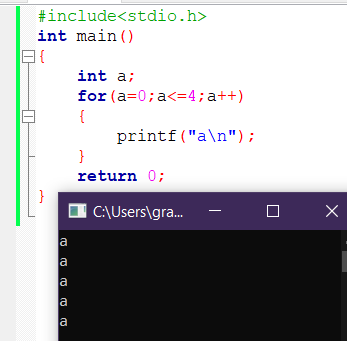 #include<stdio.h>
int main()
{
    int a;
    for(a=0;a<=4;a++)
    {
        printf("a\n");
    }
    return 0;
}
C:\Users\gra...
a
a
a
a
a